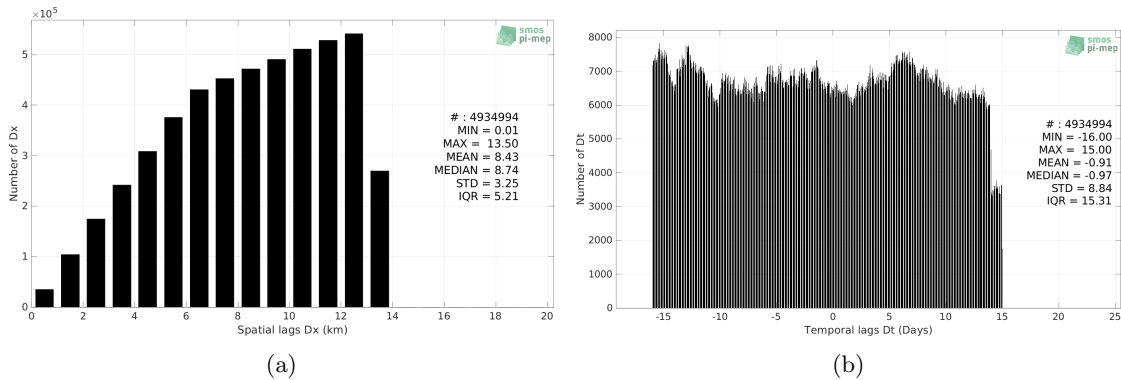 ×10⁵
5
4
3
2
1
0
Number of Dx
0 2 4 6 8 10 12 14 16 18 20
Spatial lags Dx (km)
smos
pi-mep
# : 4934994
MIN = 0.01
MAX = 13.50
MEAN = 8.43
MEDIAN = 8.74
STD = 3.25
IQR = 5.21
(a)
8000
7000
6000
5000
4000
3000
2000
1000
0
Number of Dt
-15 -10 -5 0 5 10 15 20 25
Temporal lags Dt (Days)
smos
pi-mep
# : 4934994
MIN = -16.00
MAX = 15.00
MEAN = -0.91
MEDIAN = -0.97
STD = 8.84
IQR = 15.31
(b)